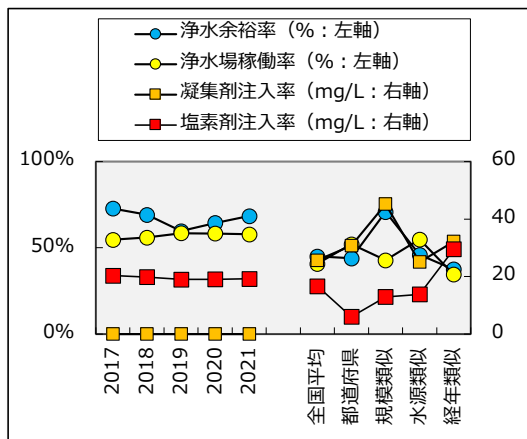 浄水余裕率（%：左軸）
浄水場稼働率（%：左軸）
凝集剤注入率（mg/L：右軸）
塩素剤注入率（mg/L：右軸）
100%
50%
0%
60
40
20
0
2017
2018
2019
2020
2021
全国平均
都道府県
規模類似
水源類似
経年類似